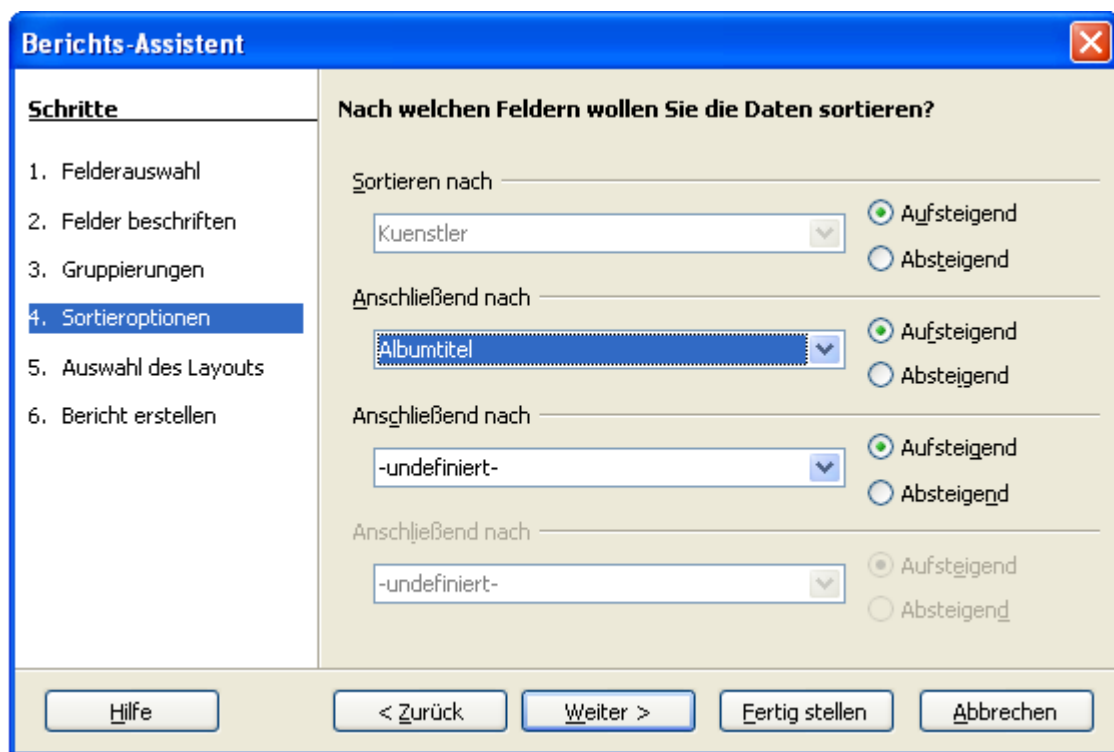 Berichts-Assistent
Schritte
1. Felderauswahl
2. Felder beschriften
3. Gruppierungen
4. Sortieroptionen
5. Auswahl des Layouts
6. Bericht erstellen
Nach welchen Feldern wollen Sie die Daten sortieren?
Sortieren nach
Kuenstler
Aufsteigend
Absteigend
Anschließend nach
Albumtitel
Aufsteigend
Absteigend
Anschließend nach
-undefiniert-
Aufsteigend
Absteigend
Anschließend nach
-undefiniert-
Aufsteigend
Absteigend
Hilfe
< Zurück
Weiter >
Fertig stellen
Abbrechen